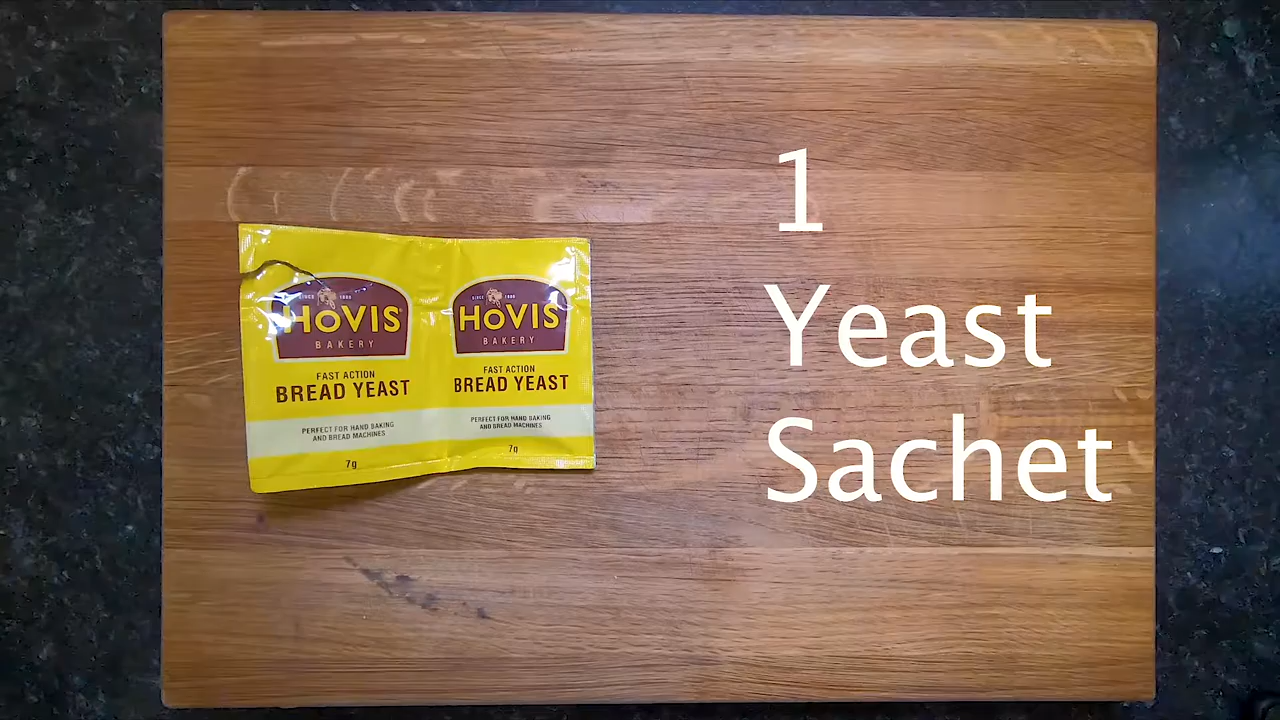 SINCE 1886
HOVIS
BAKERY
FAST ACTION
BREAD YEAST
PERFECT FOR HAND BAKING
AND BREAD MACHINES
7g
SINCE 1886
HOVIS
BAKERY
FAST ACTION
BREAD YEAST
PERFECT FOR HAND BAKING
AND BREAD MACHINES
7g
1
Yeast
Sachet